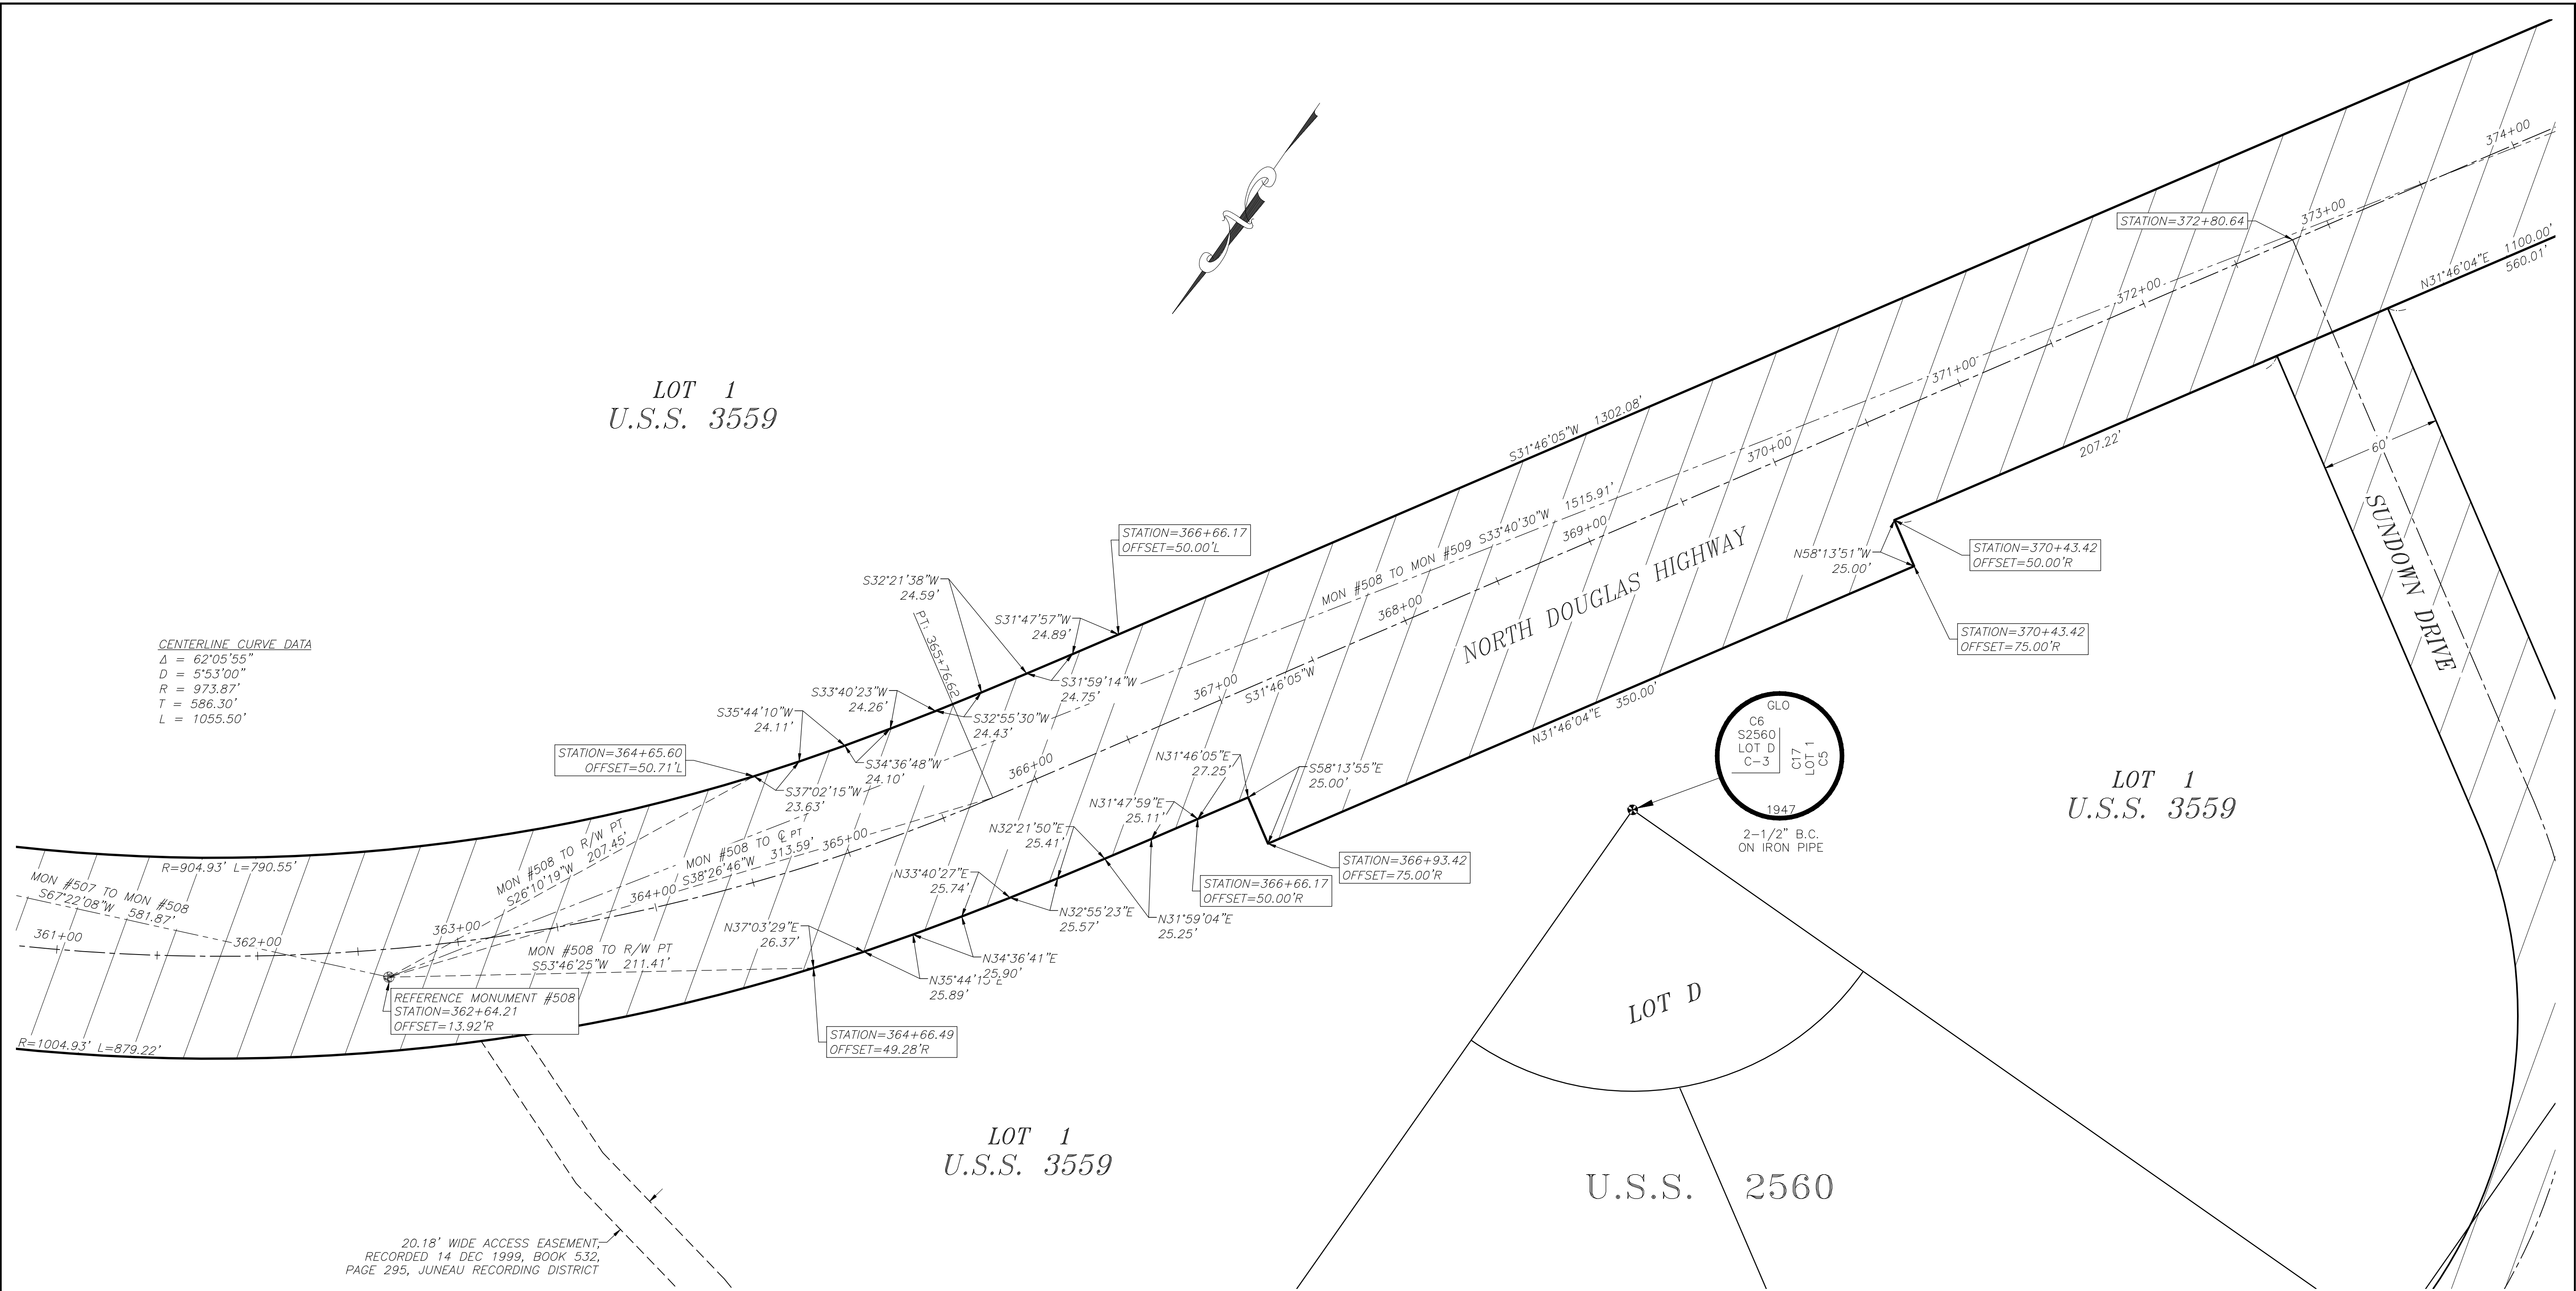 374+00
STATION=372+80.64
373+00
N31°46'04"E 1100.00'
560.01'
372+00
371+00
LOT 1
U.S.S. 3559
S31°46'05"W 1302.08'
370+00
207.22'
60'
SUNDOWN DRIVE
STATION=366+66.17
OFFSET=50.00'L
MON #508 TO MON #509 S33°40'30"W 1515.91'
369+00
NORTH DOUGLAS HIGHWAY
N58°13'51"W
25.00'
STATION=370+43.42
OFFSET=50.00'R
STATION=370+43.42
OFFSET=75.00'R
S32°21'38"W
24.59'
S31°47'57"W
24.89'
368+00
CENTERLINE CURVE DATA
Δ = 62°05'55"
D = 5°53'00"
R = 973.87'
T = 586.30'
L = 1055.50'
PT: 365+76.62
S31°59'14"W
24.75'
367+00
S31°46'05"W
S33°40'23"W
24.26'
S35°44'10"W
24.11'
S32°55'30"W
24.43'
N31°46'04"E 350.00'
GLO
C6
S2560
LOT D
C-3
C17
LOT 1
C5
1947
2-1/2" B.C.
ON IRON PIPE
STATION=364+65.60
OFFSET=50.71'L
S34°36'48"W
24.10'
S37°02'15"W
23.63'
366+00
N31°46'05"E
27.25'
S58°13'55"E
25.00'
LOT 1
U.S.S. 3559
N31°47'59"E
25.11'
N32°21'50"E
25.41'
365+00
MON #508 TO R/W PT
S26°10'19"W 207.45'
MON #508 TO ℄ PT
S38°26'46"W 313.59'
364+00
STATION=366+93.42
OFFSET=75.00'R
STATION=366+66.17
OFFSET=50.00'R
R=904.93' L=790.55'
MON #507 TO MON #508
S67°22'08"W 581.87'
N33°40'27"E
25.74'
N32°55'23"E
25.57'
N31°59'04"E
25.25'
361+00
362+00
363+00
N37°03'29"E
26.37'
MON #508 TO R/W PT
S53°46'25"W 211.41'
N34°36'41"E
25.90'
N35°44'15"E
25.89'
REFERENCE MONUMENT #508
STATION=362+64.21
OFFSET=13.92'R
STATION=364+66.49
OFFSET=49.28'R
R=1004.93' L=879.22'
LOT D
LOT 1
U.S.S. 3559
U.S.S. 2560
20.18' WIDE ACCESS EASEMENT,
RECORDED 14 DEC 1999, BOOK 532,
PAGE 295, JUNEAU RECORDING DISTRICT